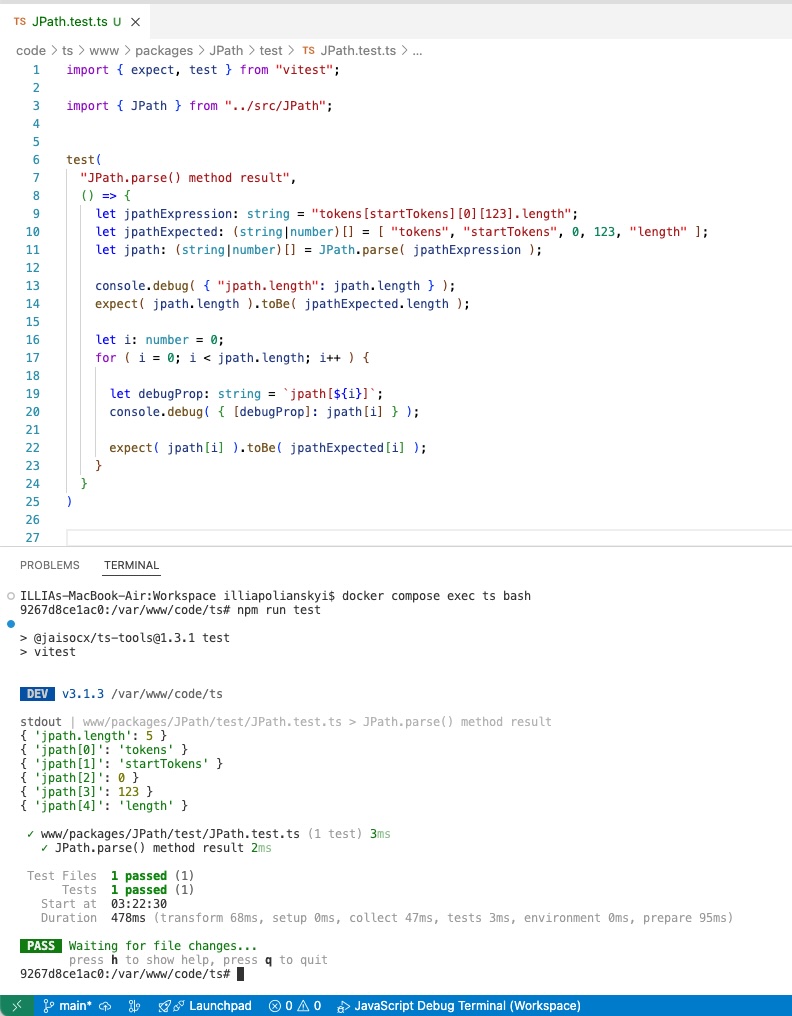 TS JPath.test.ts U ×
code > ts > www > packages > JPath > test > TS JPath.test.ts > ...
1 import { expect, test } from "vitest";
2
3 import { JPath } from "../src/JPath";
4
5
6 test(
7 "JPath.parse() method result",
8 () => {
9 let jpathExpression: string = "tokens[startTokens][0][123].length";
10 let jpathExpected: (string|number)[] = [ "tokens", "startTokens", 0, 123, "length" ];
11 let jpath: (string|number)[] = JPath.parse( jpathExpression );
12
13 console.debug( { "jpath.length": jpath.length } );
14 expect( jpath.length ).toBe( jpathExpected.length );
15
16 let i: number = 0;
17 for ( i = 0; i < jpath.length; i++ ) {
18
19 let debugProp: string = `jpath[${i}]`;
20 console.debug( { [debugProp]: jpath[i] } );
21
22 expect( jpath[i] ).toBe( jpathExpected[i] );
23 }
24 }
25 )
26
27
PROBLEMS TERMINAL
ILLIAs-MacBook-Air:Workspace illiapolianskyi$ docker compose exec ts bash
9267d8ce1ac0:/var/www/code/ts# npm run test
> @jaisocx/ts-tools@1.3.1 test
> vitest
DEV v3.1.3 /var/www/code/ts
stdout | www/packages/JPath/test/JPath.test.ts > JPath.parse() method result
{ 'jpath.length': 5 }
{ 'jpath[0]': 'tokens' }
{ 'jpath[1]': 'startTokens' }
{ 'jpath[2]': 0 }
{ 'jpath[3]': 123 }
{ 'jpath[4]': 'length' }
✓ www/packages/JPath/test/JPath.test.ts (1 test) 3ms
✓ JPath.parse() method result 2ms
Test Files 1 passed (1)
Tests 1 passed (1)
Start at 03:22:30
Duration 478ms (transform 68ms, setup 0ms, collect 47ms, tests 3ms, environment 0ms, prepare 95ms)
PASS Waiting for file changes...
press h to show help, press q to quit
9267d8ce1ac0:/var/www/code/ts#
main* Launchpad 0 0 JavaScript Debug Terminal (Workspace)